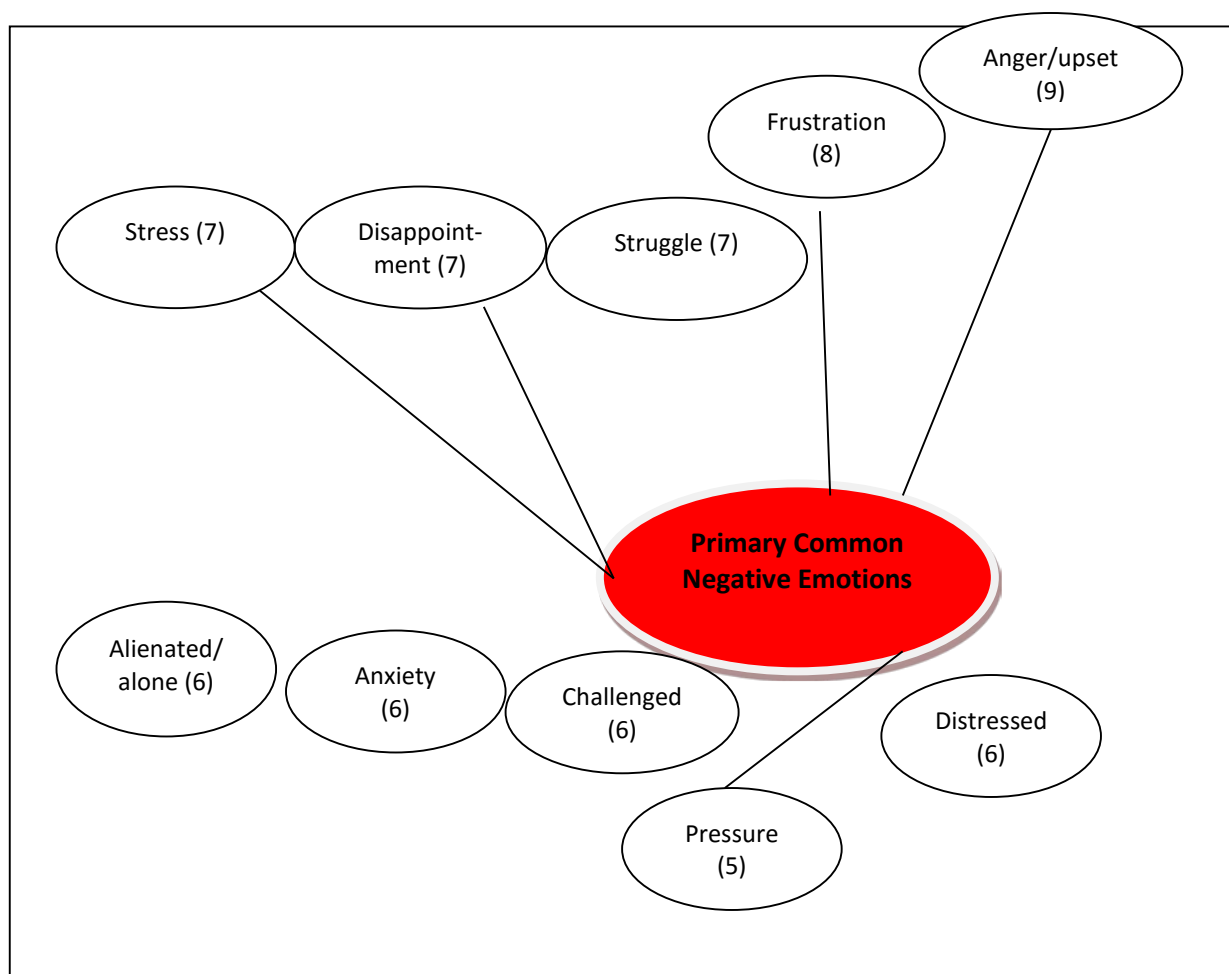 Anger/upset
(9)
Frustration
(8)
Stress (7)
Disappoint-
ment (7)
Struggle (7)
Primary Common
Negative Emotions
Alienated/
alone (6)
Anxiety
(6)
Challenged
(6)
Distressed
(6)
Pressure
(5)